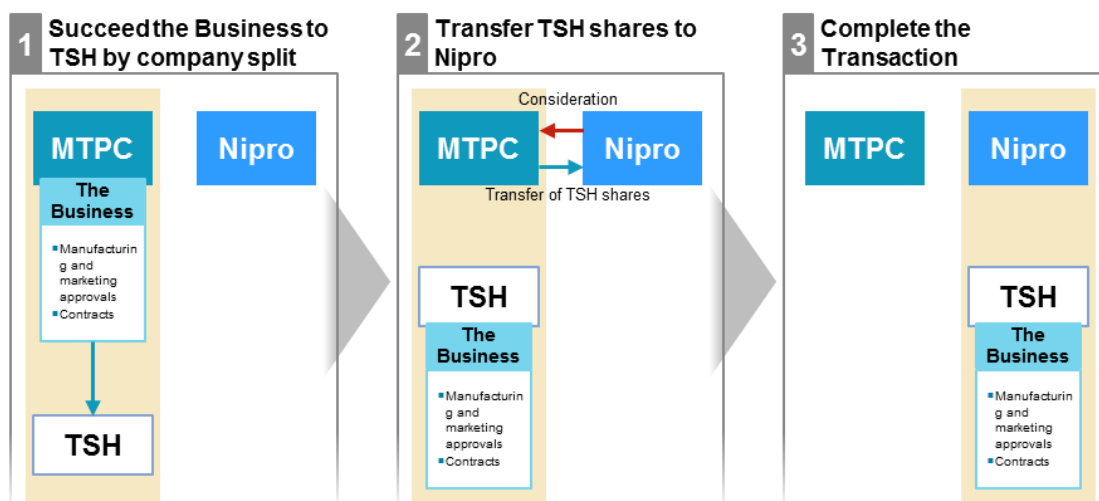 1 Succeed the Business to
TSH by company split
MTPC
Nipro
The
Business
▪Manufacturin
g and
marketing
approvals
▪Contracts
TSH
2 Transfer TSH shares to
Nipro
Consideration
MTPC
Nipro
Transfer of TSH shares
TSH
The
Business
▪Manufacturin
g and
marketing
approvals
▪Contracts
3 Complete the
Transaction
MTPC
Nipro
TSH
The
Business
▪Manufacturin
g and
marketing
approvals
▪Contracts